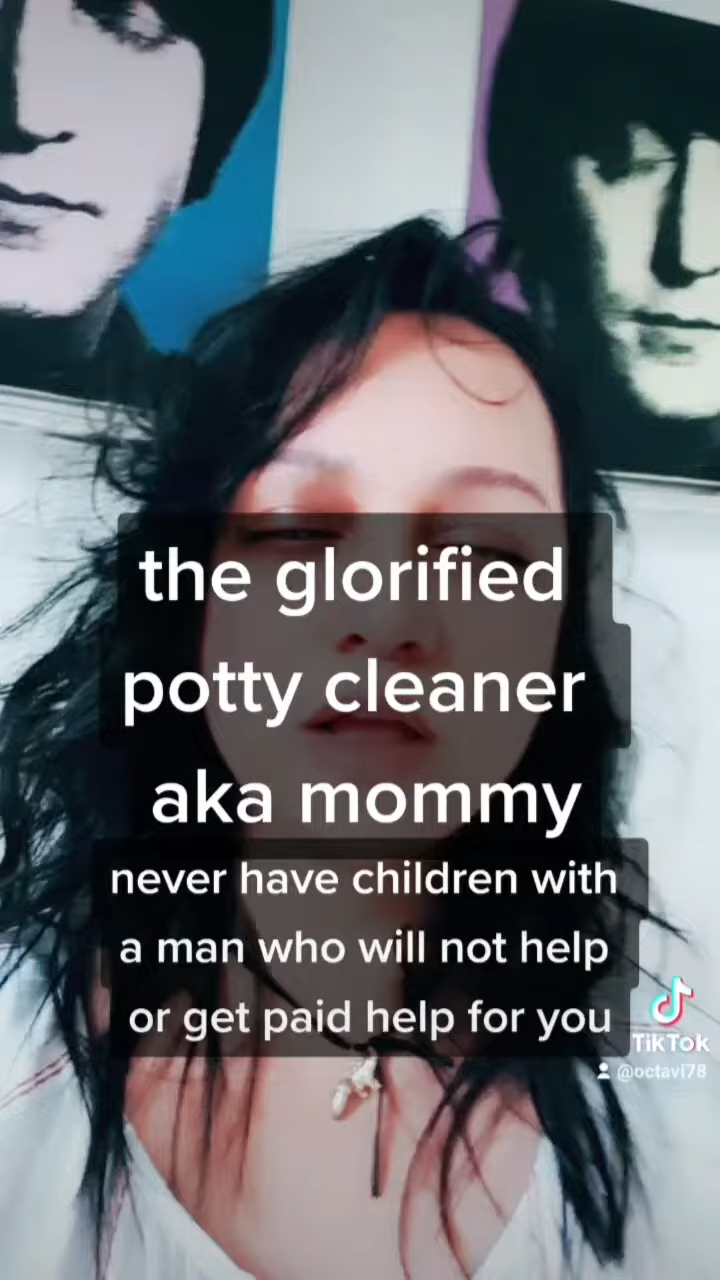 the glorified
potty cleaner
aka mommy
never have children with
a man who will not help
or get paid help for you
TikTok
@octavi78